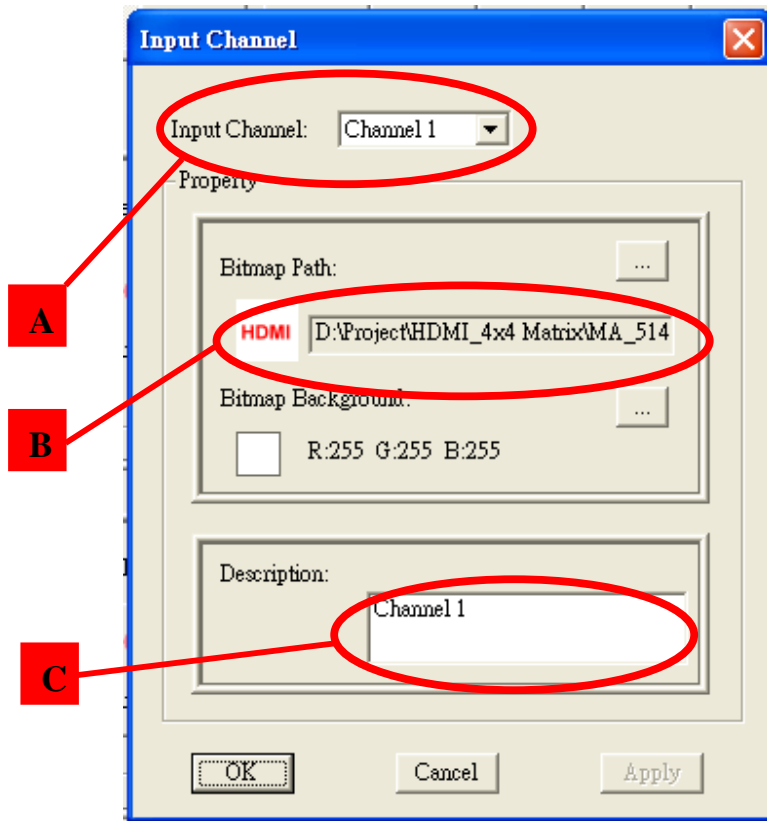 Input Channel
Input Channel: Channel 1
Property
Bitmap Path: ...
A
HDMI D:\Project\HDMI_4x4 Matrix\MA_514
Bitmap Background: ...
B
R:255 G:255 B:255
Description:
Channel 1
C
OK Cancel Apply